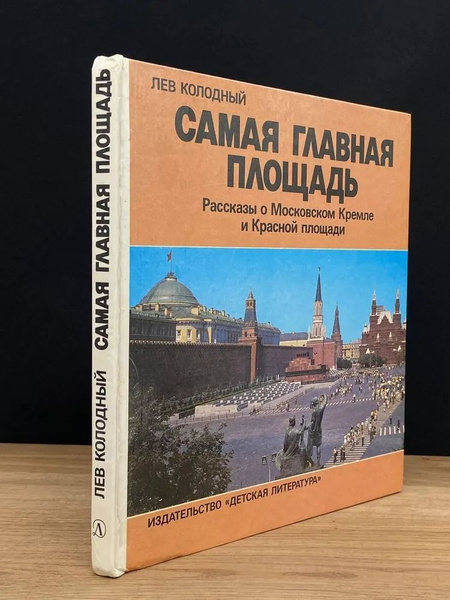 ЛЕВ КОЛОДНЫЙ
САМАЯ ГЛАВНАЯ
ПЛОЩАДЬ
Рассказы о Московском Кремле
и Красной площади
ИЗДАТЕЛЬСТВО «ДЕТСКАЯ ЛИТЕРАТУРА»
ЛЕВ КОЛОДНЫЙ САМАЯ ГЛАВНАЯ ПЛОЩАДЬ